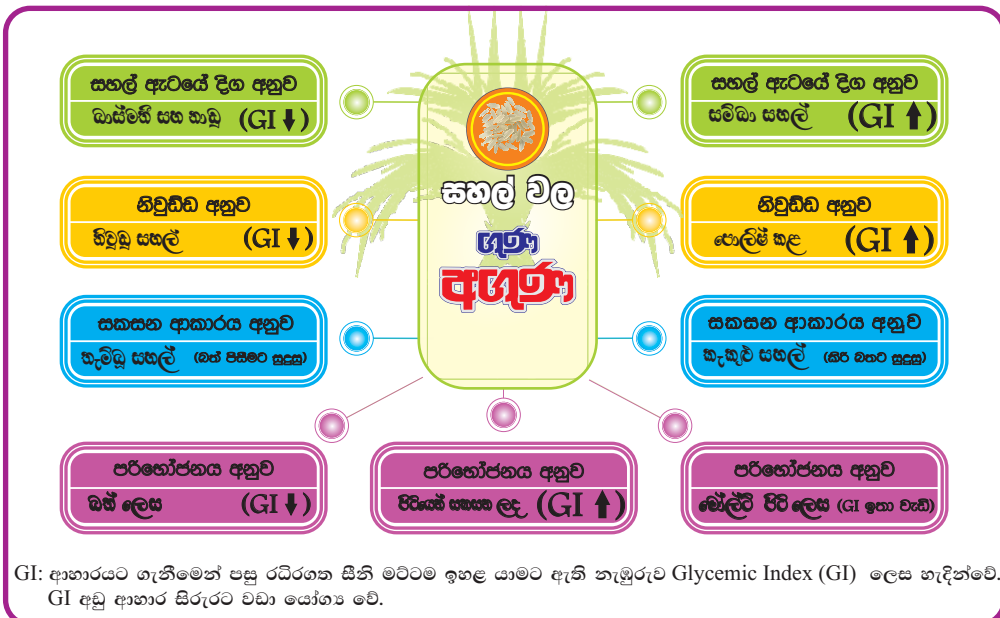 සහල් ඇටයේ දිග අනුව
බාස්මතී සහ නාඩු (GI ⬇)
සහල් ඇටයේ දිග අනුව
සම්බා සහල් (GI ⬆)
සහල් වල
ගුණ
අගුණ
නිවුඩ්ඩ අනුව
නිවුඩු සහල් (GI ⬇)
නිවුඩ්ඩ අනුව
පොලිෂ් කළ (GI ⬆)
සකසන ආකාරය අනුව
තැම්බූ සහල් (බත් පිසීමට සුදුසු)
සකසන ආකාරය අනුව
කැකුළු සහල් (කිරි බතට සුදුසු)
පරිභෝජනය අනුව
බත් ලෙස (GI ⬇)
පරිභෝජනය අනුව
පිටියෙන් සකසන ලද (GI ⬆)
පරිභෝජනය අනුව
මෝල්ටි පිටි ලෙස (GI ඉතා වැඩි)
GI: ආහාරයට ගැනීමෙන් පසු රධිරගත සීනි මට්ටම ඉහළ යාමට ඇති නැඹුරුව Glycemic Index (GI) ලෙස හැදින්වේ.
GI අඩු ආහාර සිරුරට වඩා යෝග්‍ය වේ.